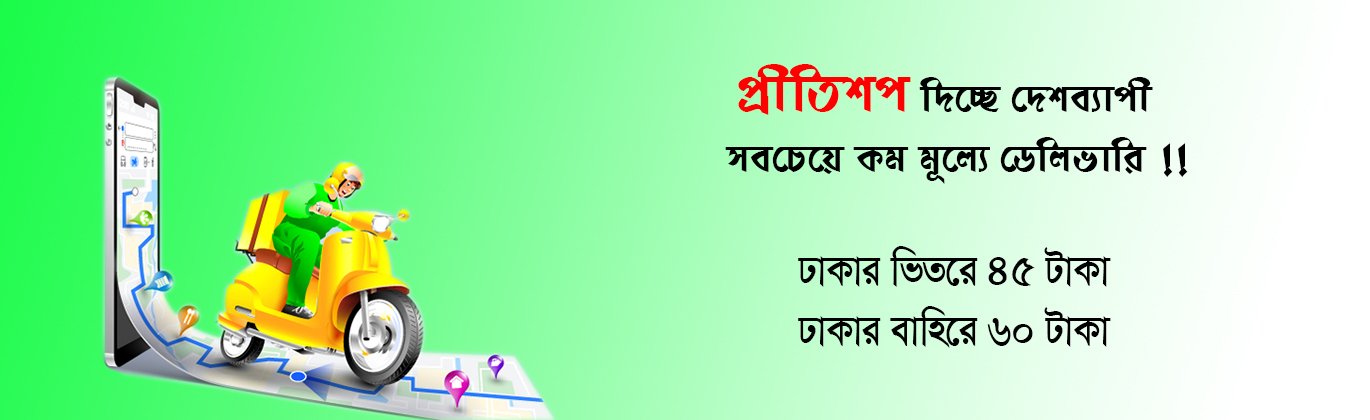 প্রীতিশপ দিচ্ছে দেশব্যাপী
সবচেয়ে কম মূল্যে ডেলিভারি !!
ঢাকার ভিতরে ৪৫ টাকা
ঢাকার বাহিরে ৬০ টাকা